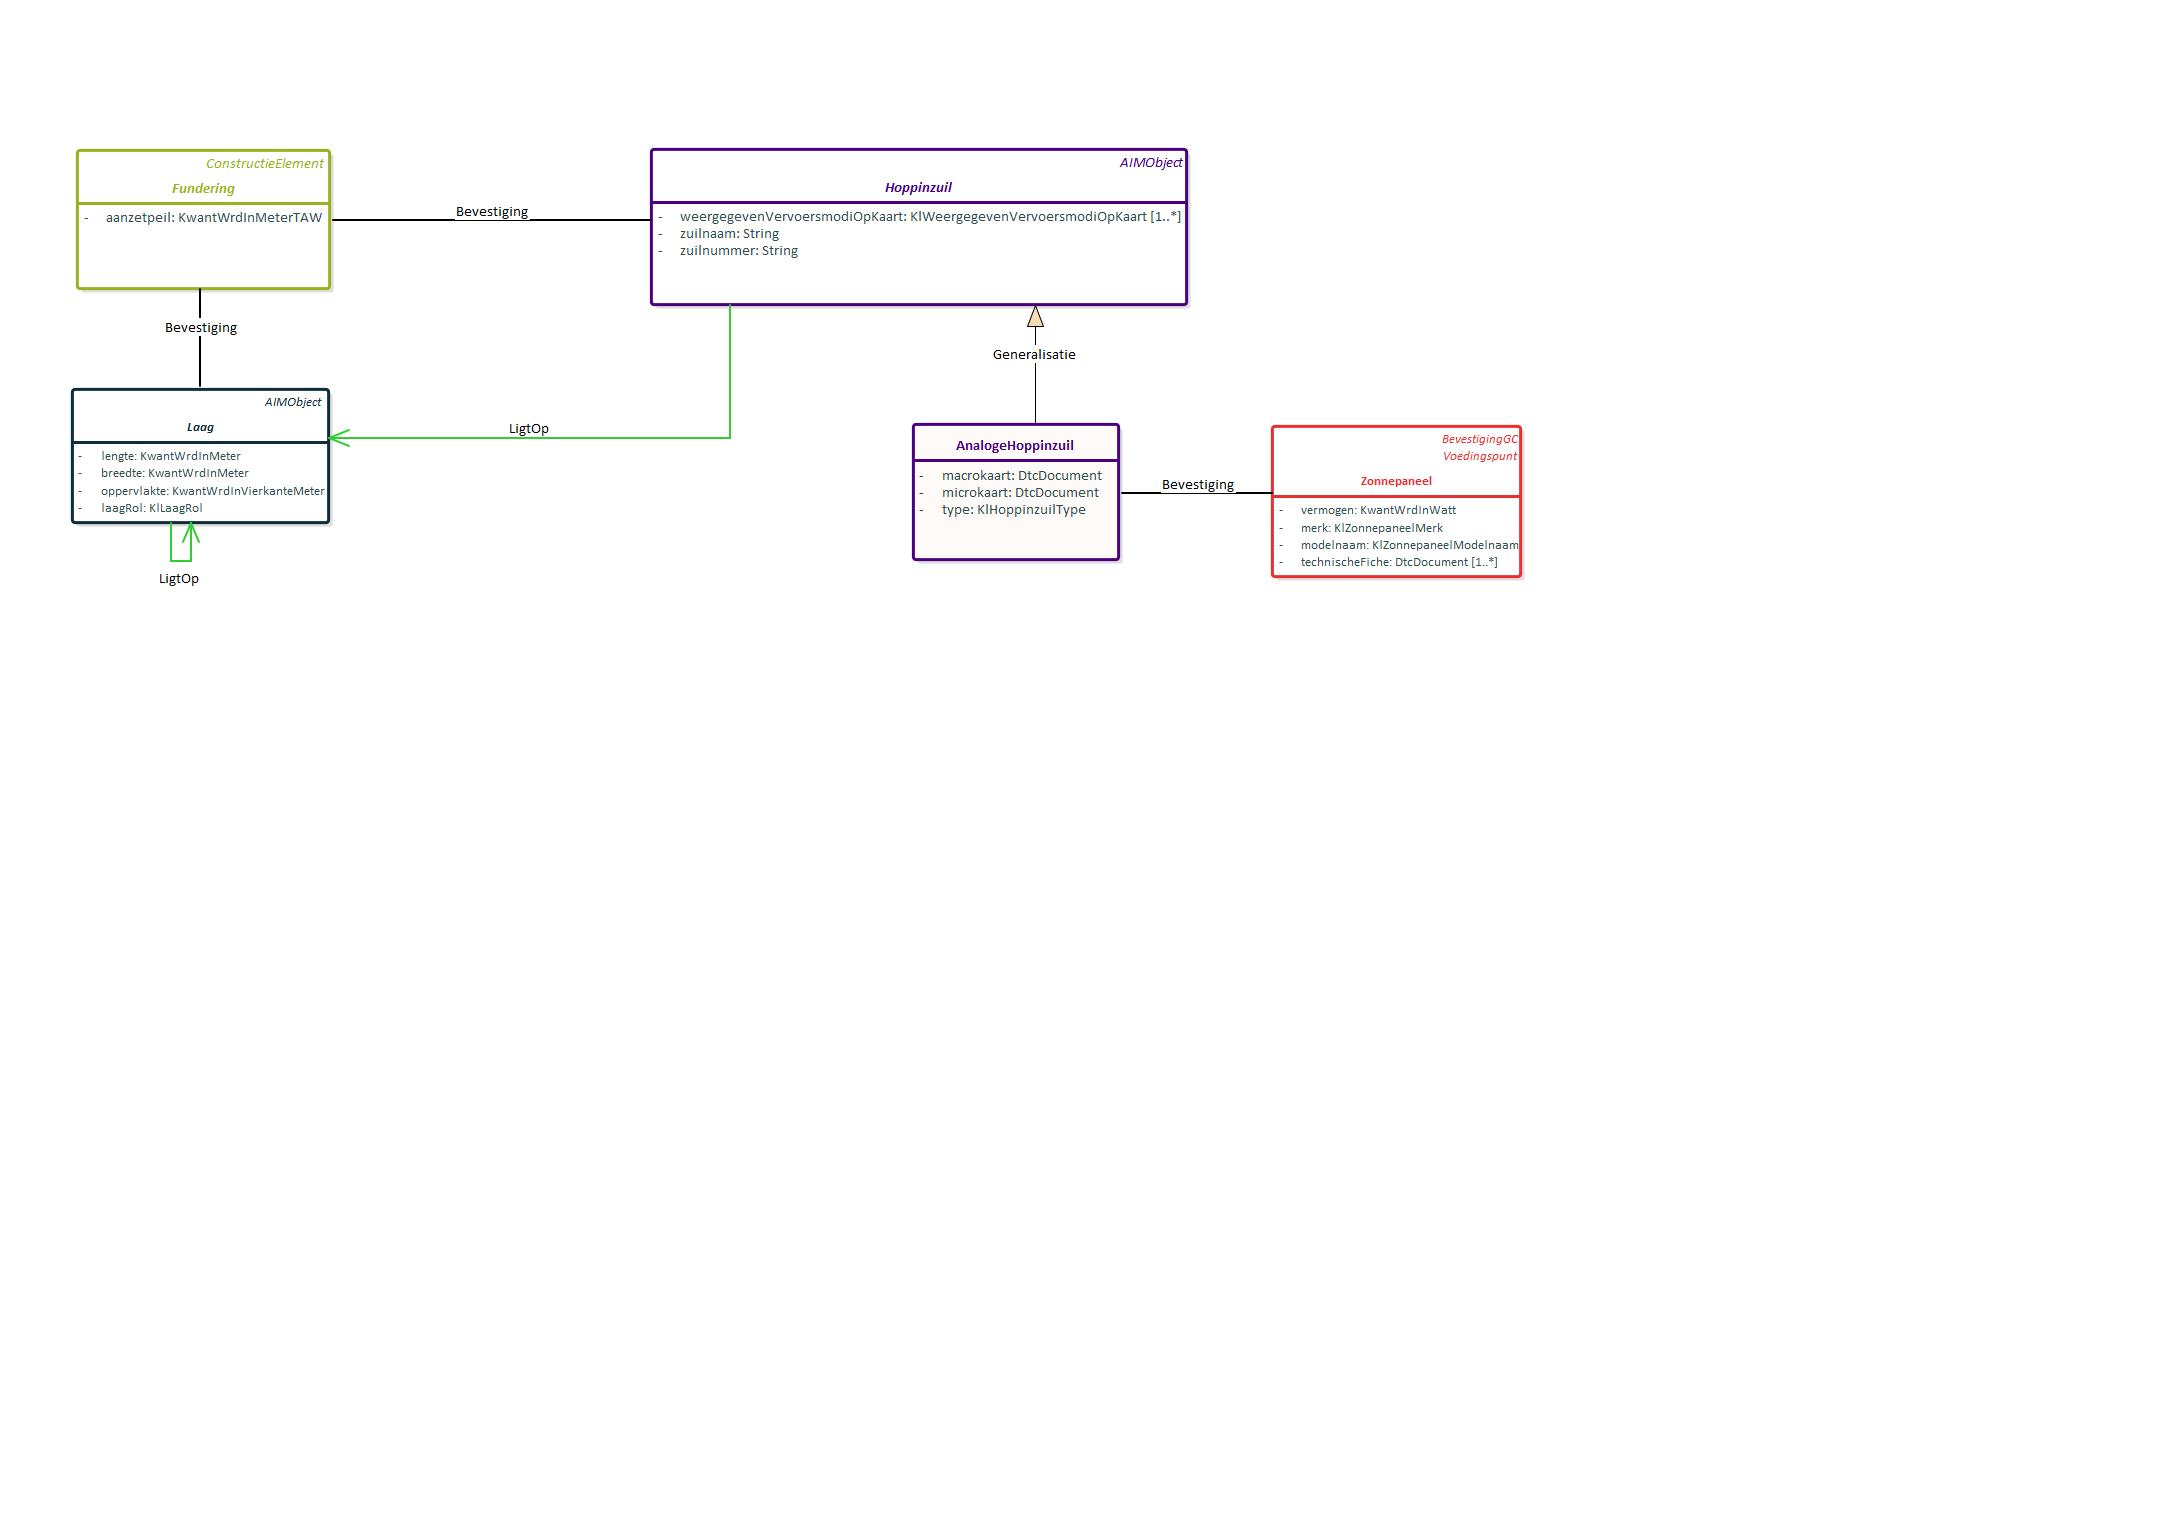 ConstructieElement
Fundering
- aanzetpeil: KwantWrdInMeterTAW
Bevestiging
AIMObject
Hoppinzuil
- weergegevenVervoersmodiOpKaart: KlWeergegevenVervoersmodiOpKaart [1..*]
- zuilnaam: String
- zuilnummer: String
Bevestiging
Generalisatie
AIMObject
Laag
- lengte: KwantWrdInMeter
- breedte: KwantWrdInMeter
- oppervlakte: KwantWrdInVierkanteMeter
- laagRol: KlLaagRol
LigtOp
LigtOp
AnalogeHoppinzuil
- macrokaart: DtcDocument
- microkaart: DtcDocument
- type: KlHoppinzuilType
Bevestiging
BevestigingGC
Voedingspunt
Zonnepaneel
- vermogen: KwantWrdInWatt
- merk: KlZonnepaneelMerk
- modelnaam: KlZonnepaneelModelnaam
- technischeFiche: DtcDocument [1..*]